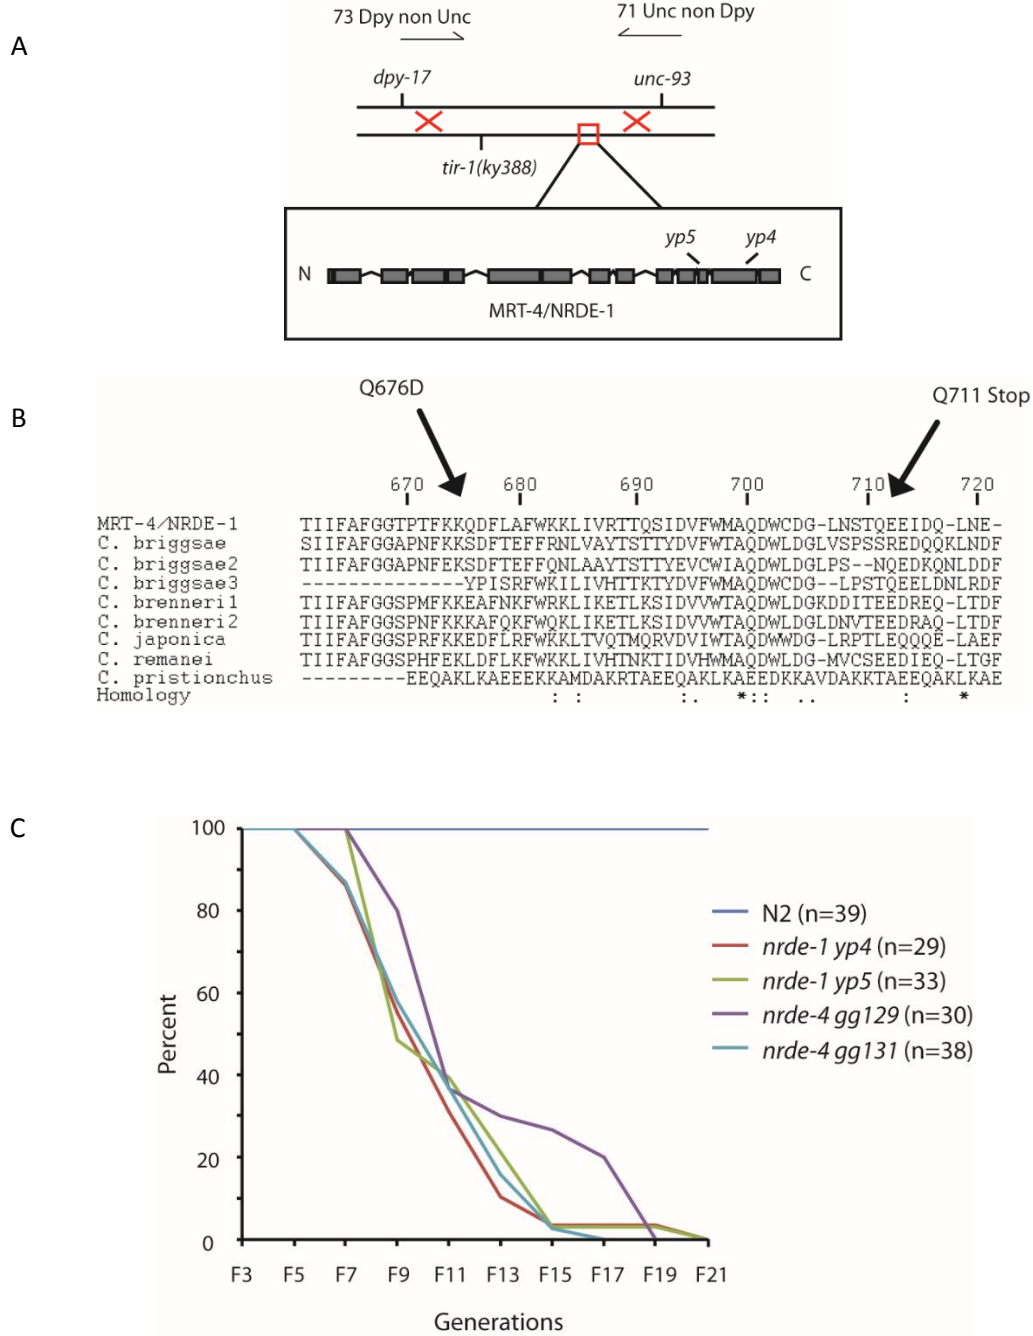 A
73 Dpy non Unc
71 Unc non Dpy
dpy-17
unc-93
tir-1(ky388)
yp5
yp4
N
C
MRT-4/NRDE-1
B
Q676D
Q711 Stop
670 680 690 700 710 720
MRT-4/NRDE-1 TIIFAFGGTPTFKKQDFLAFWKKLIVRTTQSIDVFWMAQDWCDG-LNSTQEEIDQ-LNE-
C. briggsae SIIFAFGGAPNFKKSDFTEFFRNLVAYTSTTYDVFWTAQDWLDGLVSPSSREDQQKLNDF
C. briggsae2 TIIFAFGGAPNFEKSDFTEFFQNLAAYTSTTYEVCWIAQDWLDGLPS--NQEDKQNLDDF
C. briggsae3 --------------YPISRFWKILIVHTTKTYDVFWMAQDWCDG--LPSTQEELDNLRDF
C. brenneri1 TIIFAFGGSPMFKKEAFNKFWRKLIKETLKSIDVVWTAQDWLDGKDDITEEDREQ-LTDF
C. brenneri2 TIIFAFGGSPMFKKKAFQKFWQKLIKETLKSIDVVWTAQDWLDGLDNVTEEDRAQ-LTDF
C. japonica TIIFAFGGSPRFKKEDFLRFWKKLTVQTMQRVDVIWTAQDWWDG-LRPTLEQQQE-LAEF
C. remanei TIIFAFGGSPHFEKLDFLKFWKKLIVHTNKTIDVHWMAQDWLDG-MVCSEEDIEQ-LTGF
C. pristionchus ---------EEQAKLKAEEEKKAMDAKRTAEEQAKLKAEEDKKAVDAKKTAEEQAKLKAE
Homology : : :. *:: .. : *
C
100
80
60
40
20
0
Percent
F3 F5 F7 F9 F11 F13 F15 F17 F19 F21
Generations
N2 (n=39)
nrde-1 yp4 (n=29)
nrde-1 yp5 (n=33)
nrde-4 gg129 (n=30)
nrde-4 gg131 (n=38)